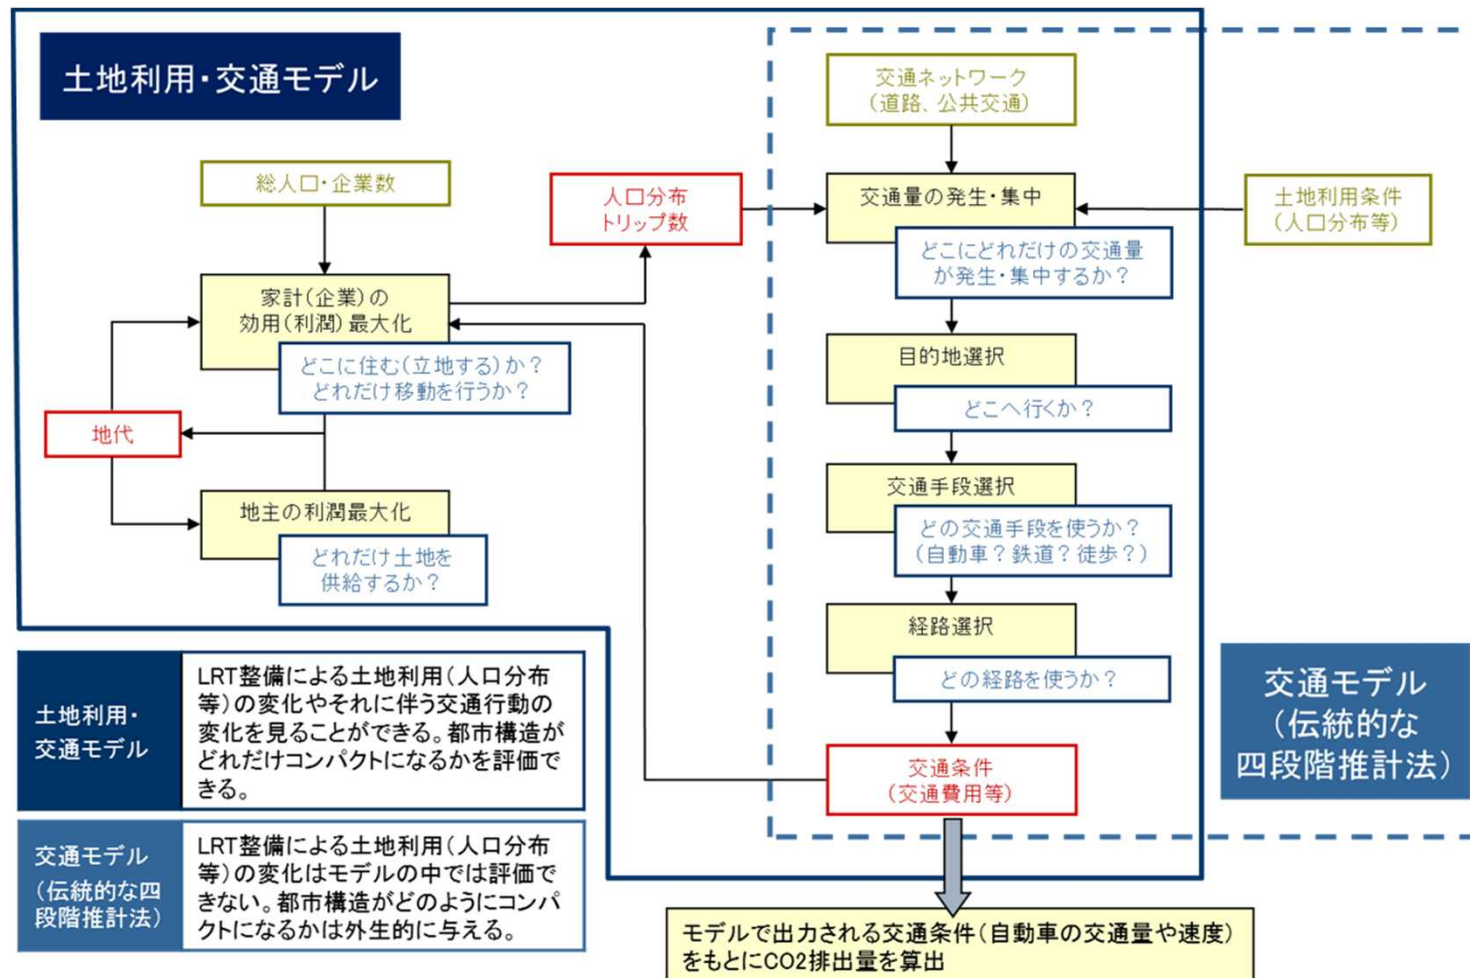 土地利用・交通モデル
交通ネットワーク
(道路、公共交通)
総人口・企業数
人口分布
トリップ数
交通量の発生・集中
土地利用条件
(人口分布等)
どこにどれだけの交通量
が発生・集中するか？
家計(企業)の
効用(利潤)最大化
どこに住む(立地する)か？
どれだけ移動を行うか？
目的地選択
どこへ行くか？
地代
交通手段選択
どの交通手段を使うか？
(自動車？鉄道？徒歩？)
地主の利潤最大化
どれだけ土地を
供給するか？
経路選択
どの経路を使うか？
交通モデル
(伝統的な
四段階推計法)
交通条件
(交通費用等)
土地利用・
交通モデル
LRT整備による土地利用(人口分布
等)の変化やそれに伴う交通行動の
変化を見ることができる。都市構造が
どれだけコンパクトになるかを評価で
きる。
交通モデル
(伝統的な四
段階推計法)
LRT整備による土地利用(人口分布
等)の変化はモデルの中では評価
できない。都市構造がどのようにコンパ
クトになるかは外生的に与える。
モデルで出力される交通条件(自動車の交通量や速度)
をもとにCO2排出量を算出